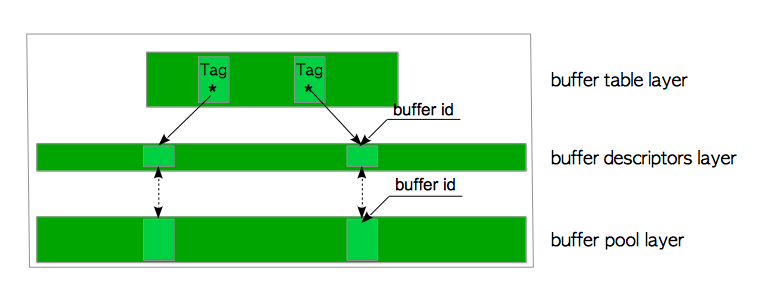 Tag
Tag
*
*
buffer table layer
buffer id
buffer descriptors layer
buffer id
buffer pool layer